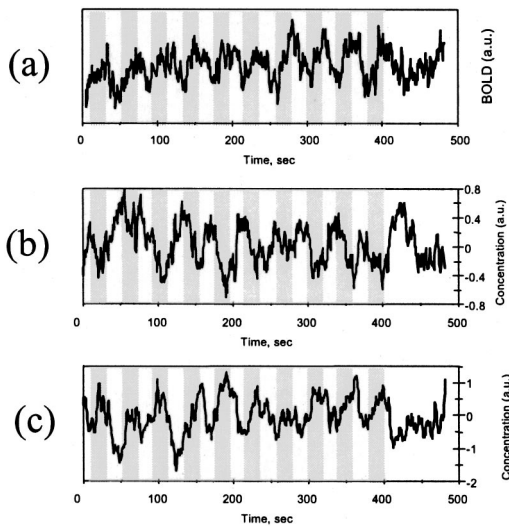 (a)
BOLD (a.u.)
0 100 200 300 400 500
Time, sec
(b)
0.8
0.4
0
-0.4
-0.8
Concentration (a.u.)
0 100 200 300 400 500
Time, sec
(c)
1
0
-1
-2
Concentration (a.u.)
0 100 200 300 400 500
Time, sec